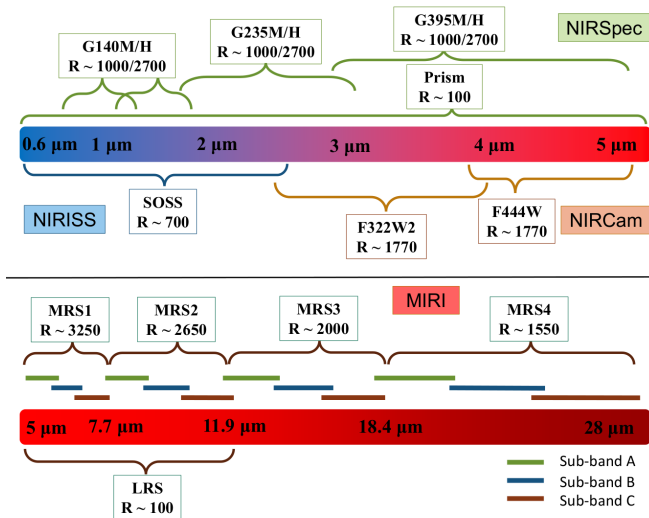 G140M/H
R ~ 1000/2700
G235M/H
R ~ 1000/2700
G395M/H
R ~ 1000/2700
NIRSpec
Prism
R ~ 100
0.6 μm 1 μm 2 μm 3 μm 4 μm 5 μm
NIRISS
SOSS
R ~ 700
F322W2
R ~ 1770
F444W
R ~ 1770
NIRCam
MIRI
MRS1
R ~ 3250
MRS2
R ~ 2650
MRS3
R ~ 2000
MRS4
R ~ 1550
5 μm 7.7 μm 11.9 μm 18.4 μm 28 μm
LRS
R ~ 100
Sub-band A
Sub-band B
Sub-band C